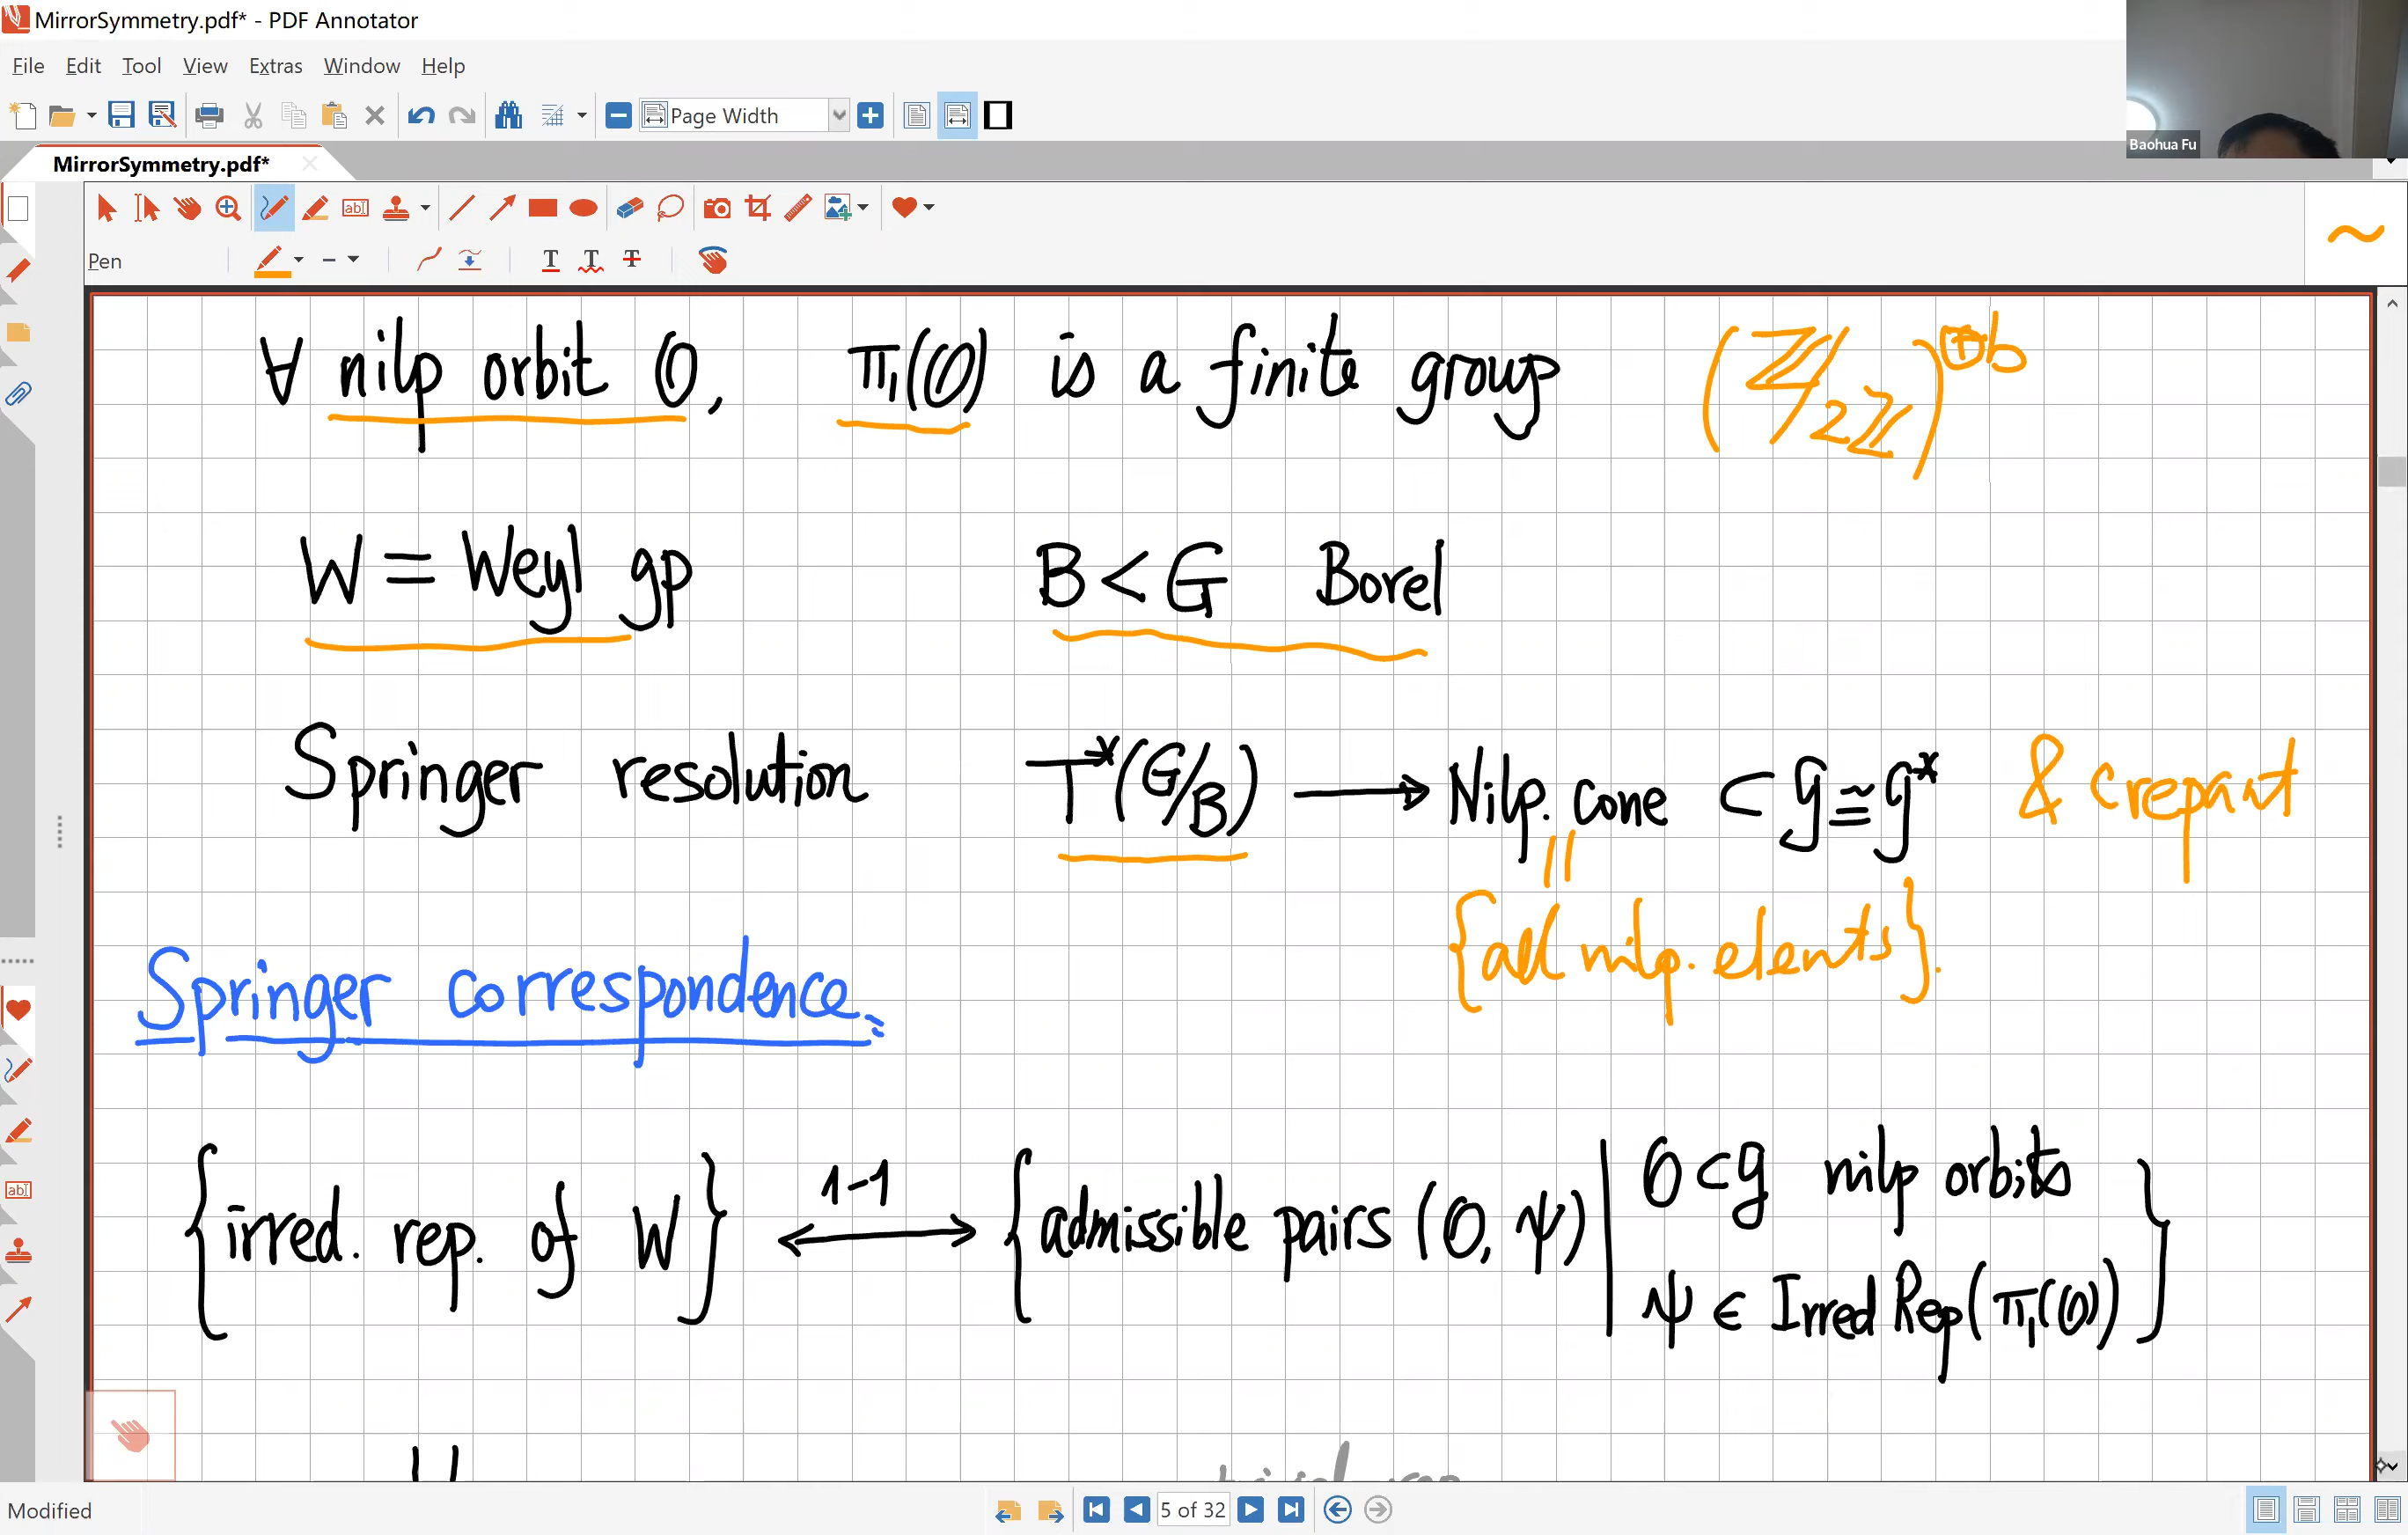 MirrorSymmetry.pdf* - PDF Annotator
File Edit Tool View Extras Window Help
Page Width
Baohua Fu
MirrorSymmetry.pdf*
Pen
∀ nilp orbit O, π₁(O) is a finite group (ℤ/2ℤ)^{⊕b}
W = Weyl gp B < G Borel
Springer resolution T*(G/B) ⟶ Nilp. cone ⊂ g ≅ g* & crepant
||
{all nilp. elents}.
Springer correspondence:
{irred. rep. of W} ⟷ 1-1 {admissible pairs (O, ψ) | O ⊂ g nilp orbits
ψ ∈ Irred Rep(π₁(O))}
Modified
5 of 32